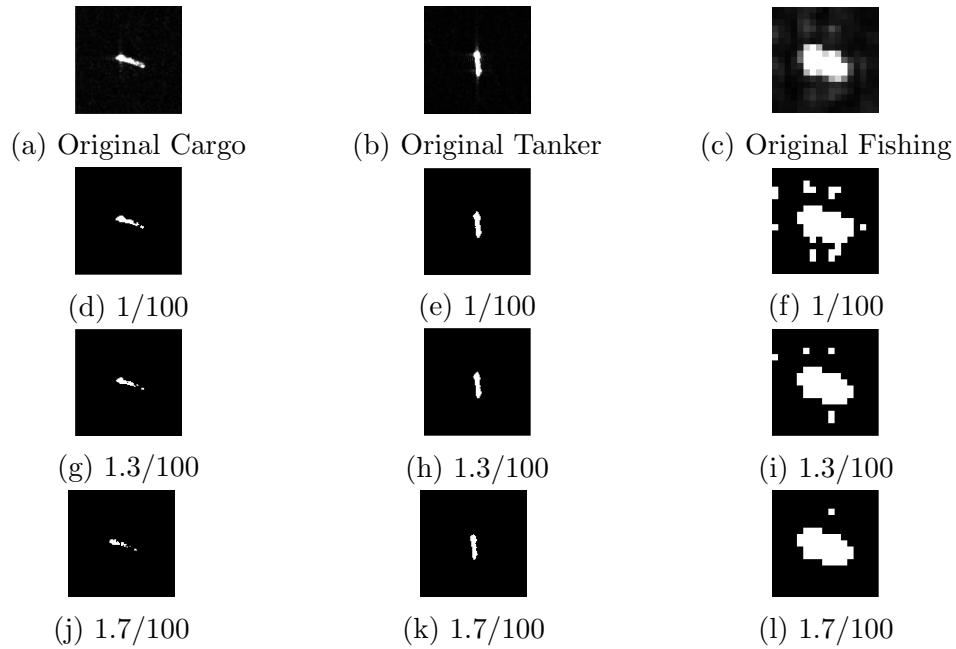 (a) Original Cargo
(b) Original Tanker
(c) Original Fishing
(d) 1/100
(e) 1/100
(f) 1/100
(g) 1.3/100
(h) 1.3/100
(i) 1.3/100
(j) 1.7/100
(k) 1.7/100
(l) 1.7/100